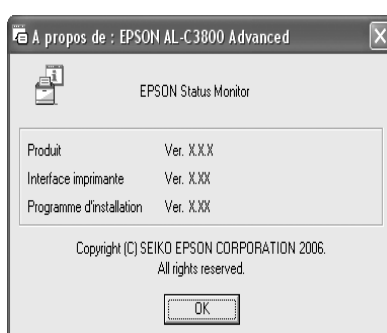 A propos de : EPSON AL-C3800 Advanced
EPSON Status Monitor
Produit Ver. X.X.X
Interface imprimante Ver. X.XX
Programme d'installation Ver. X.XX
Copyright (C) SEIKO EPSON CORPORATION 2006.
All rights reserved.
OK